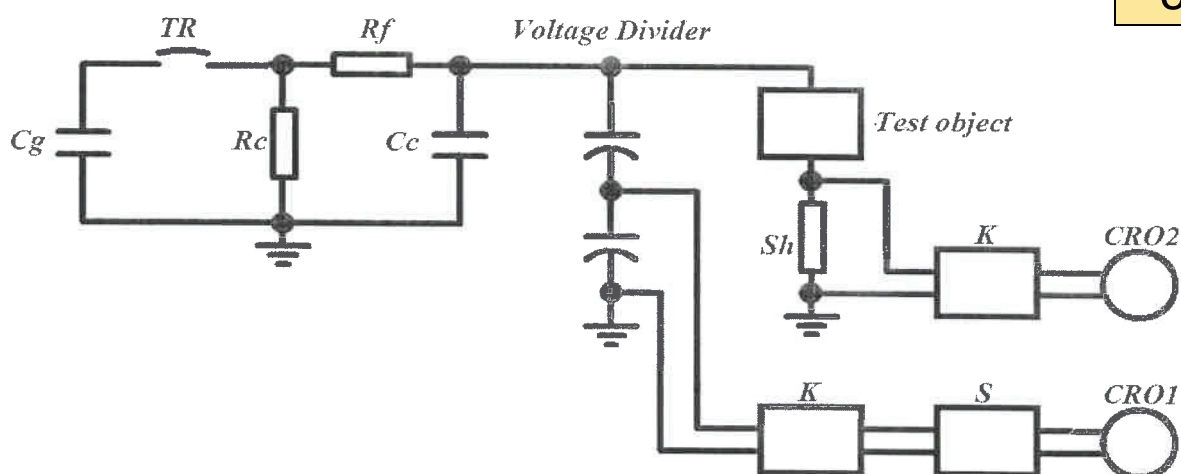 TR
Rf
Voltage Divider
Cg
Rc
Cc
Test object
Sh
K
CRO2
K
S
CRO1